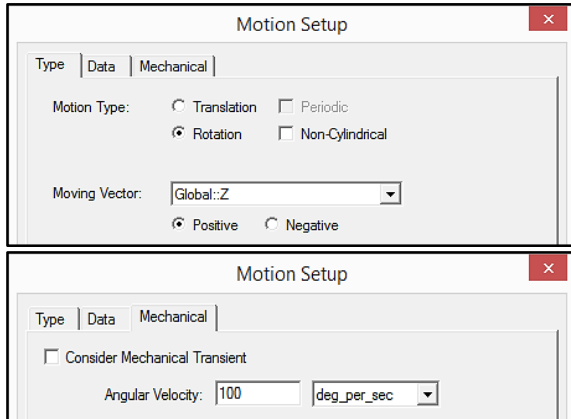 Motion Setup
Type Data Mechanical
Motion Type: Translation Periodic
Rotation Non-Cylindrical
Moving Vector: Global::Z
Positive Negative
Motion Setup
Type Data Mechanical
Consider Mechanical Transient
Angular Velocity: 100 deg_per_sec